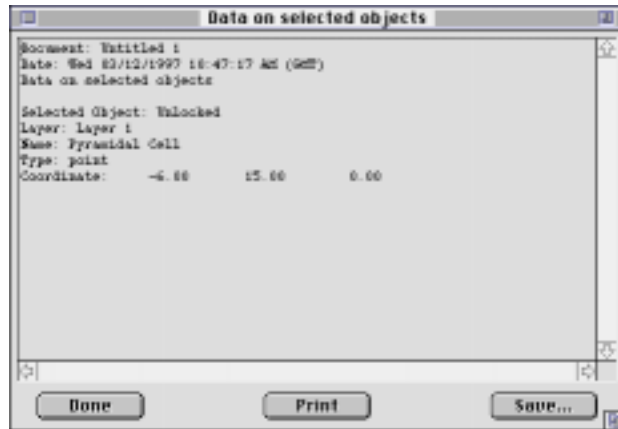 Data on selected objects
Document: Untitled 1
Date: Wed 03/12/1997 10:47:17 AM (GMT)
Data on selected objects
Selected Object: Unlocked
Layer: Layer 1
Name: Pyramidal Cell
Type: point
Coordinate: -6.00 15.00 0.00
Done Print Save...